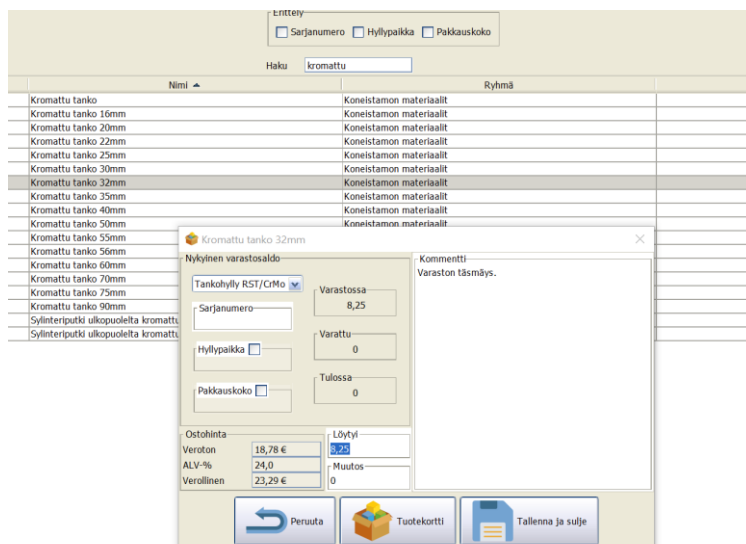 Erittely
Sarjanumero Hyllypaikka Pakkauskoko
Haku kromattu
Nimi Ryhmä
Kromattu tanko Koneistamon materiaalit
Kromattu tanko 16mm Koneistamon materiaalit
Kromattu tanko 20mm Koneistamon materiaalit
Kromattu tanko 22mm Koneistamon materiaalit
Kromattu tanko 25mm Koneistamon materiaalit
Kromattu tanko 30mm Koneistamon materiaalit
Kromattu tanko 32mm Koneistamon materiaalit
Kromattu tanko 35mm Koneistamon materiaalit
Kromattu tanko 40mm Koneistamon materiaalit
Kromattu tanko 50mm Koneistamon materiaalit
Kromattu tanko 55mm
Kromattu tanko 56mm
Kromattu tanko 60mm
Kromattu tanko 70mm
Kromattu tanko 75mm
Kromattu tanko 90mm
Sylinteriputki ulkopuolelta kromattu
Sylinteriputki ulkopuolelta kromattu
Kromattu tanko 32mm
Nykyinen varastosaldo
Tankohylly RST/CrMo
Sarjanumero
Hyllypaikka
Pakkauskoko
Varastossa
8,25
Varattu
0
Tulossa
0
Kommentti
Varaston täsmäys.
Ostohinta
Veroton 18,78 €
ALV-% 24,0
Verollinen 23,29 €
Löytyi
8,25
Muutos
0
Peruuta
Tuotekortti
Tallenna ja sulje